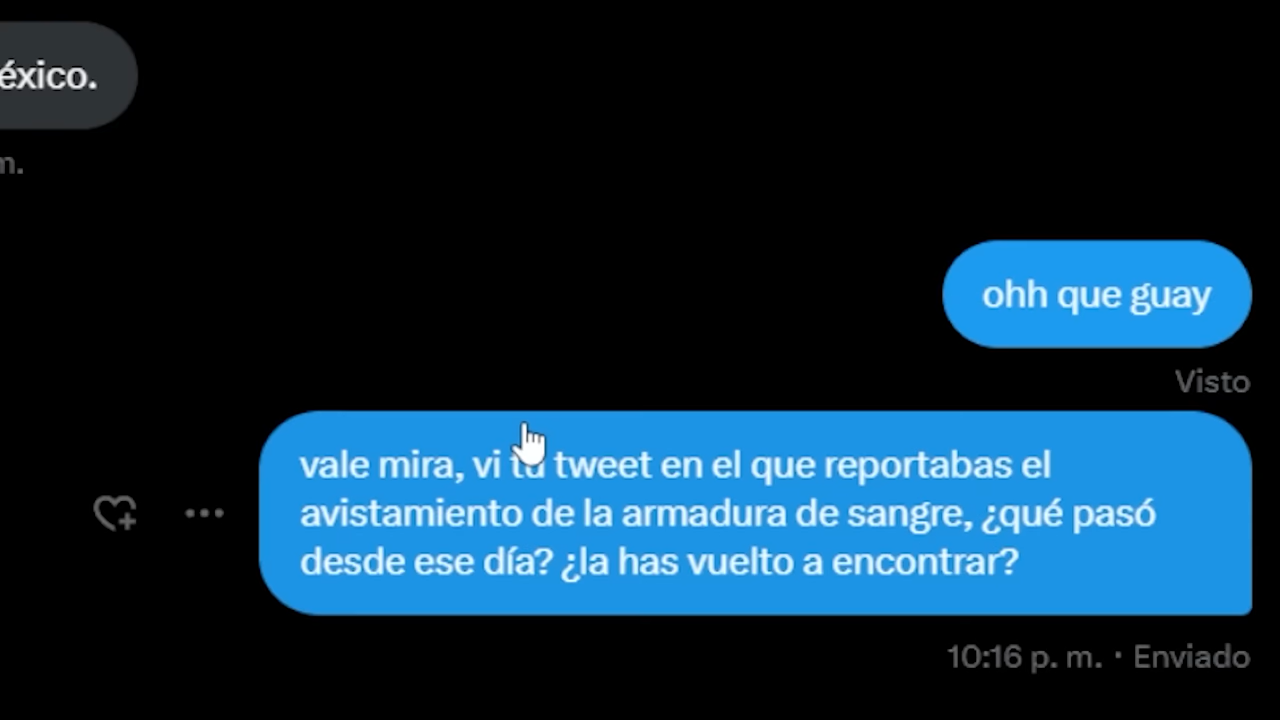 éxico.
m.
ohh que guay
Visto
vale mira, vi tu tweet en el que reportabas el
avistamiento de la armadura de sangre, ¿qué pasó
desde ese día? ¿la has vuelto a encontrar?
10:16 p. m. · Enviado